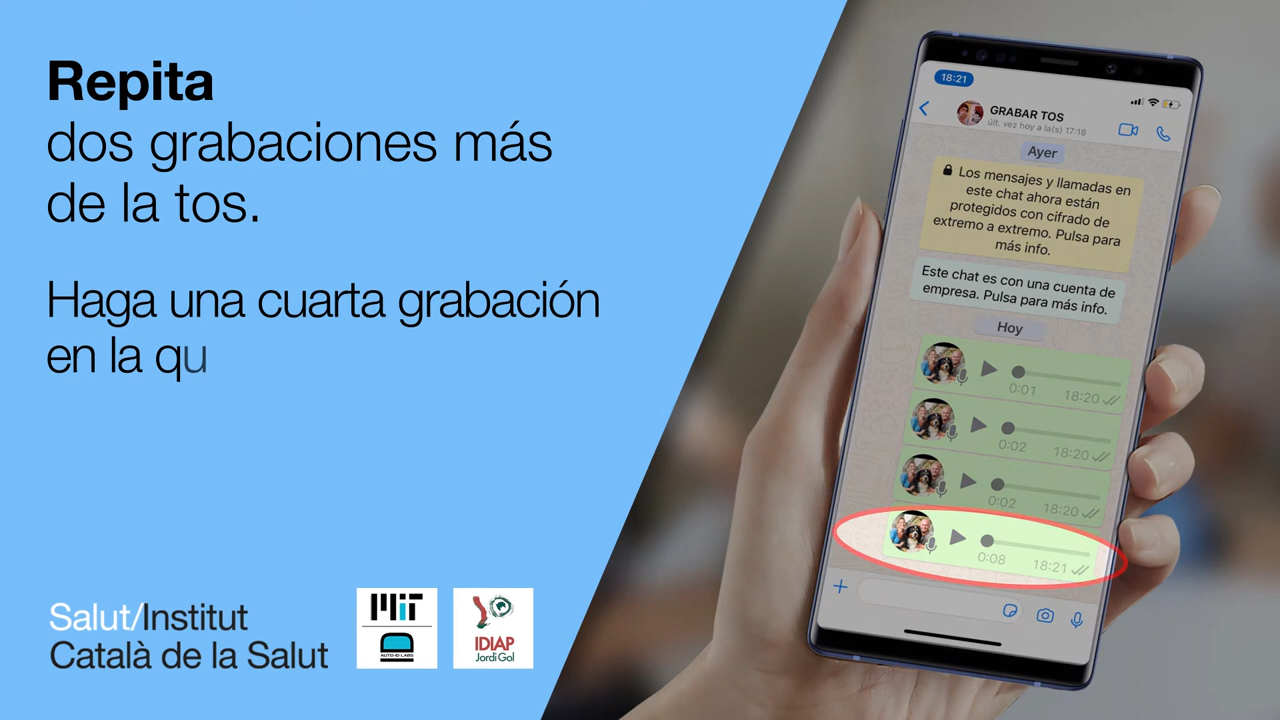 Repita
dos grabaciones más
de la tos.
Haga una cuarta grabación
en la qu
Salut/Institut
Català de la Salut
MIT
AUTO-ID LABS
IDIAP
Jordi Gol
18:21
GRABAR TOS
últ. vez hoy a la(s) 17:18
Ayer
Los mensajes y llamadas en
este chat ahora están
protegidos con cifrado de
extremo a extremo. Pulsa para
más info.
Este chat es con una cuenta de
empresa. Pulsa para más info.
Hoy
0:01 18:20
0:02 18:20
0:02 18:20
0:08 18:21